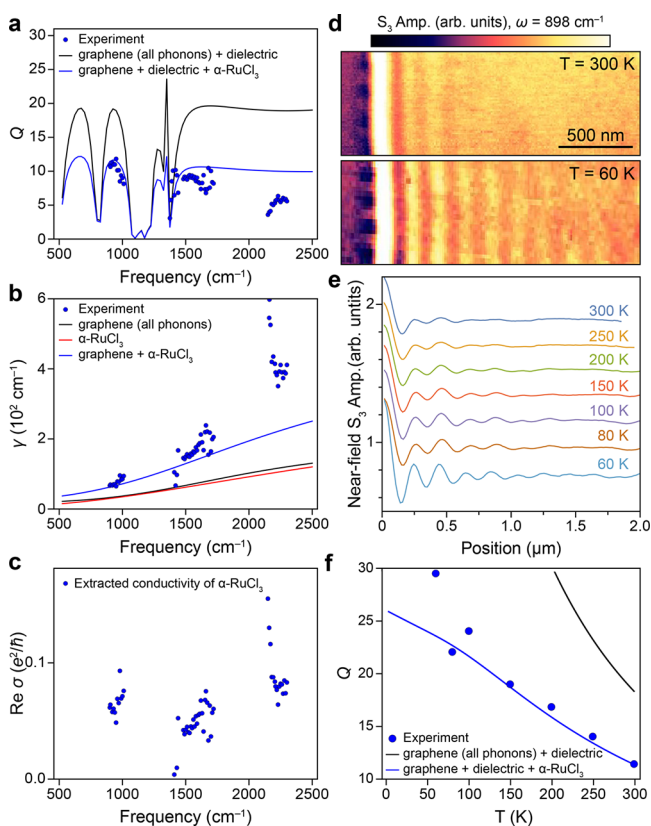 a
30
25
20
15
10
5
0
Q
Experiment
graphene (all phonons) + dielectric
graphene + dielectric + α-RuCl3
500
1000
1500
2000
2500
Frequency (cm⁻¹)
b
6
4
2
0
γ (10² cm⁻¹)
Experiment
graphene (all phonons)
α-RuCl3
graphene + α-RuCl3
500
1000
1500
2000
2500
Frequency (cm⁻¹)
c
0.1
0.0
Re σ (e²/ħ)
Extracted conductivity of α-RuCl3
500
1000
1500
2000
2500
Frequency (cm⁻¹)
d
S3 Amp. (arb. units), ω = 898 cm⁻¹
T = 300 K
500 nm
T = 60 K
e
2
1
Near-field S3 Amp.(arb. untits)
300 K
250 K
200 K
150 K
100 K
80 K
60 K
0
0.5
1.0
1.5
2.0
Position (µm)
f
30
25
20
15
10
Q
Experiment
graphene (all phonons) + dielectric
graphene + dielectric + α-RuCl3
0
50
100
150
200
250
300
T (K)